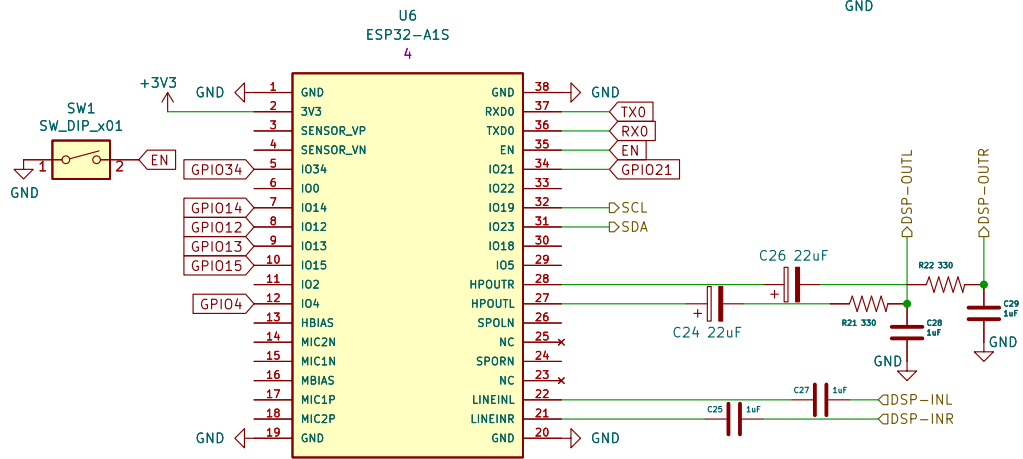 GND
U6
ESP32-A1S
4
+3V3
SW1
SW_DIP_x01
1
2
EN
GND
GND 1 GND
2 3V3
3 SENSOR_VP
4 SENSOR_VN
GPIO34 5 IO34
6 IO0
GPIO14 7 IO14
GPIO12 8 IO12
GPIO13 9 IO13
GPIO15 10 IO15
11 IO2
GPIO4 12 IO4
13 HBIAS
14 MIC2N
15 MIC1N
16 MBIAS
17 MIC1P
18 MIC2P
GND 19 GND
GND 38 GND
RXD0 37 TX0
TXD0 36 RX0
EN 35 EN
IO21 34 GPIO21
IO22 33
IO19 32 SCL
IO23 31 SDA
IO18 30
IO5 29
HPOUTR 28
HPOUTL 27
SPOLN 26
NC 25
SPORN 24
NC 23
LINEINL 22
LINEINR 21
GND 20 GND
DSP-OUTL
DSP-OUTR
C26 22uF
+
C24 22uF
+
R22 330
R21 330
C29
1uF
GND
C28
1uF
GND
C27 1uF
DSP-INL
C25 1uF
DSP-INR